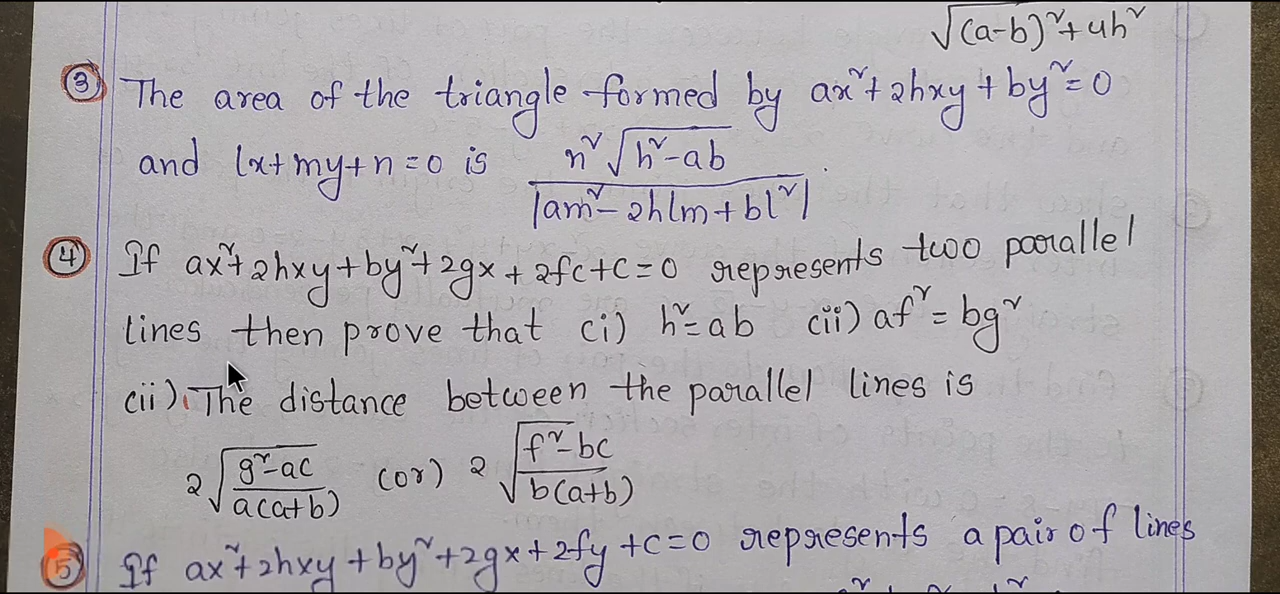 √(a-b)²+4h²
③ The area of the triangle formed by ax²+2hxy+by²=0
and lx+my+n=0 is n²√h²-ab / |am²-2hlm+bl²|.
④ If ax²+2hxy+by²+2gx+2fc+c=0 represents two parallel
lines then prove that (i) h²=ab (ii) af²=bg²
(ii). The distance between the parallel lines is
2√g²-ac / a(a+b) (or) 2√f²-bc / b(a+b)
⑤ If ax²+2hxy+by²+2gx+2fy+c=0 represents a pair of lines